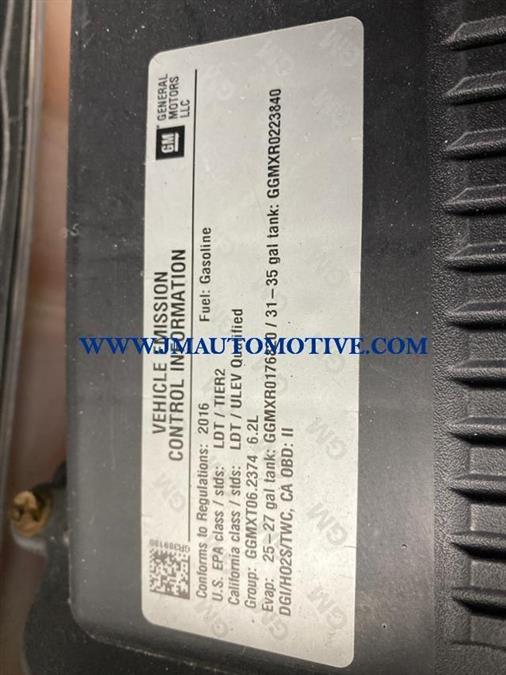 GM GENERAL
MOTORS
LLC
VEHICLE EMISSION
CONTROL INFORMATION
Conforms to Regulations: 2016 Fuel: Gasoline
U.S. EPA class / stds: LDT / TIER2
California class / stds: LDT / ULEV Qualified
Group: GGMXT06.2374 6.2L
Evap: 25-27 gal tank: / 31-35 gal tank: GGMXR0223840
DGI/HO2S/TWC, CA OBD: II
WWW.JMAUTOMOTIVE.COM